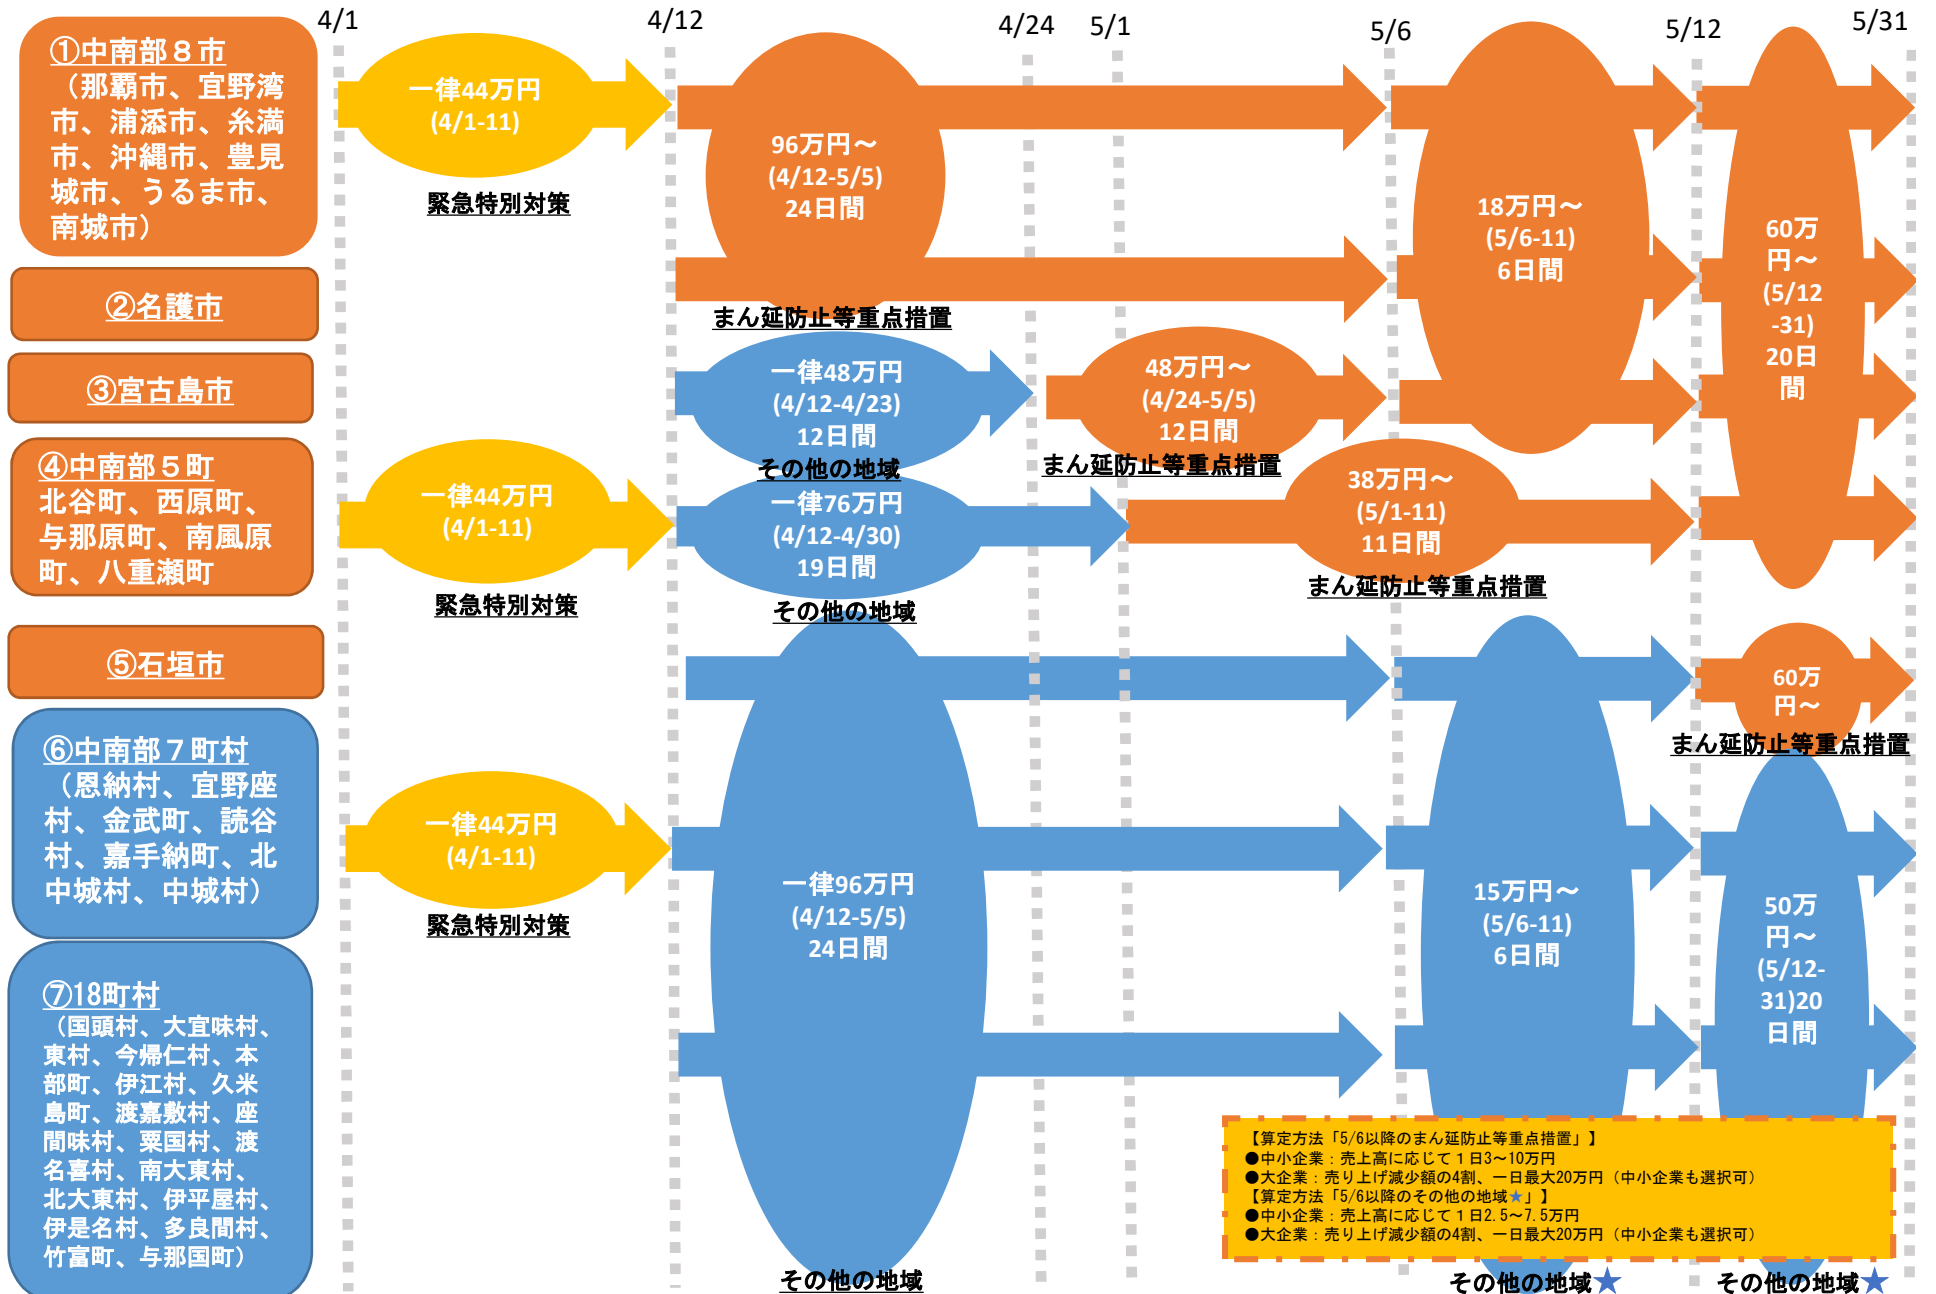 4/1
4/12
4/24
5/1
5/6
5/12
5/31
①中南部８市
（那覇市、宜野湾
市、浦添市、糸満
市、沖縄市、豊見
城市、うるま市、
南城市）
一律44万円
(4/1-11)
緊急特別対策
96万円～
(4/12-5/5)
24日間
まん延防止等重点措置
18万円～
(5/6-11)
6日間
60万
円～
(5/12
-31)
20日
間
②名護市
③宮古島市
一律48万円
(4/12-4/23)
12日間
その他の地域
48万円～
(4/24-5/5)
12日間
まん延防止等重点措置
④中南部５町
北谷町、西原町、
与那原町、南風原
町、八重瀬町
一律44万円
(4/1-11)
緊急特別対策
一律76万円
(4/12-4/30)
19日間
その他の地域
38万円～
(5/1-11)
11日間
まん延防止等重点措置
⑤石垣市
60万
円～
まん延防止等重点措置
⑥中南部７町村
（恩納村、宜野座
村、金武町、読谷
村、嘉手納町、北
中城村、中城村）
一律44万円
(4/1-11)
緊急特別対策
一律96万円
(4/12-5/5)
24日間
その他の地域
15万円～
(5/6-11)
6日間
その他の地域★
50万
円～
(5/12-
31)20
日間
その他の地域★
⑦18町村
（国頭村、大宜味村、
東村、今帰仁村、本
部町、伊江村、久米
島町、渡嘉敷村、座
間味村、粟国村、渡
名喜村、南大東村、
北大東村、伊平屋村、
伊是名村、多良間村、
竹富町、与那国町）
【算定方法「5/6以降のまん延防止等重点措置」】
●中小企業：売上高に応じて１日3～10万円
●大企業：売り上げ減少額の4割、一日最大20万円（中小企業も選択可）
【算定方法「5/6以降のその他の地域★」】
●中小企業：売上高に応じて１日2.5～7.5万円
●大企業：売り上げ減少額の4割、一日最大20万円（中小企業も選択可）